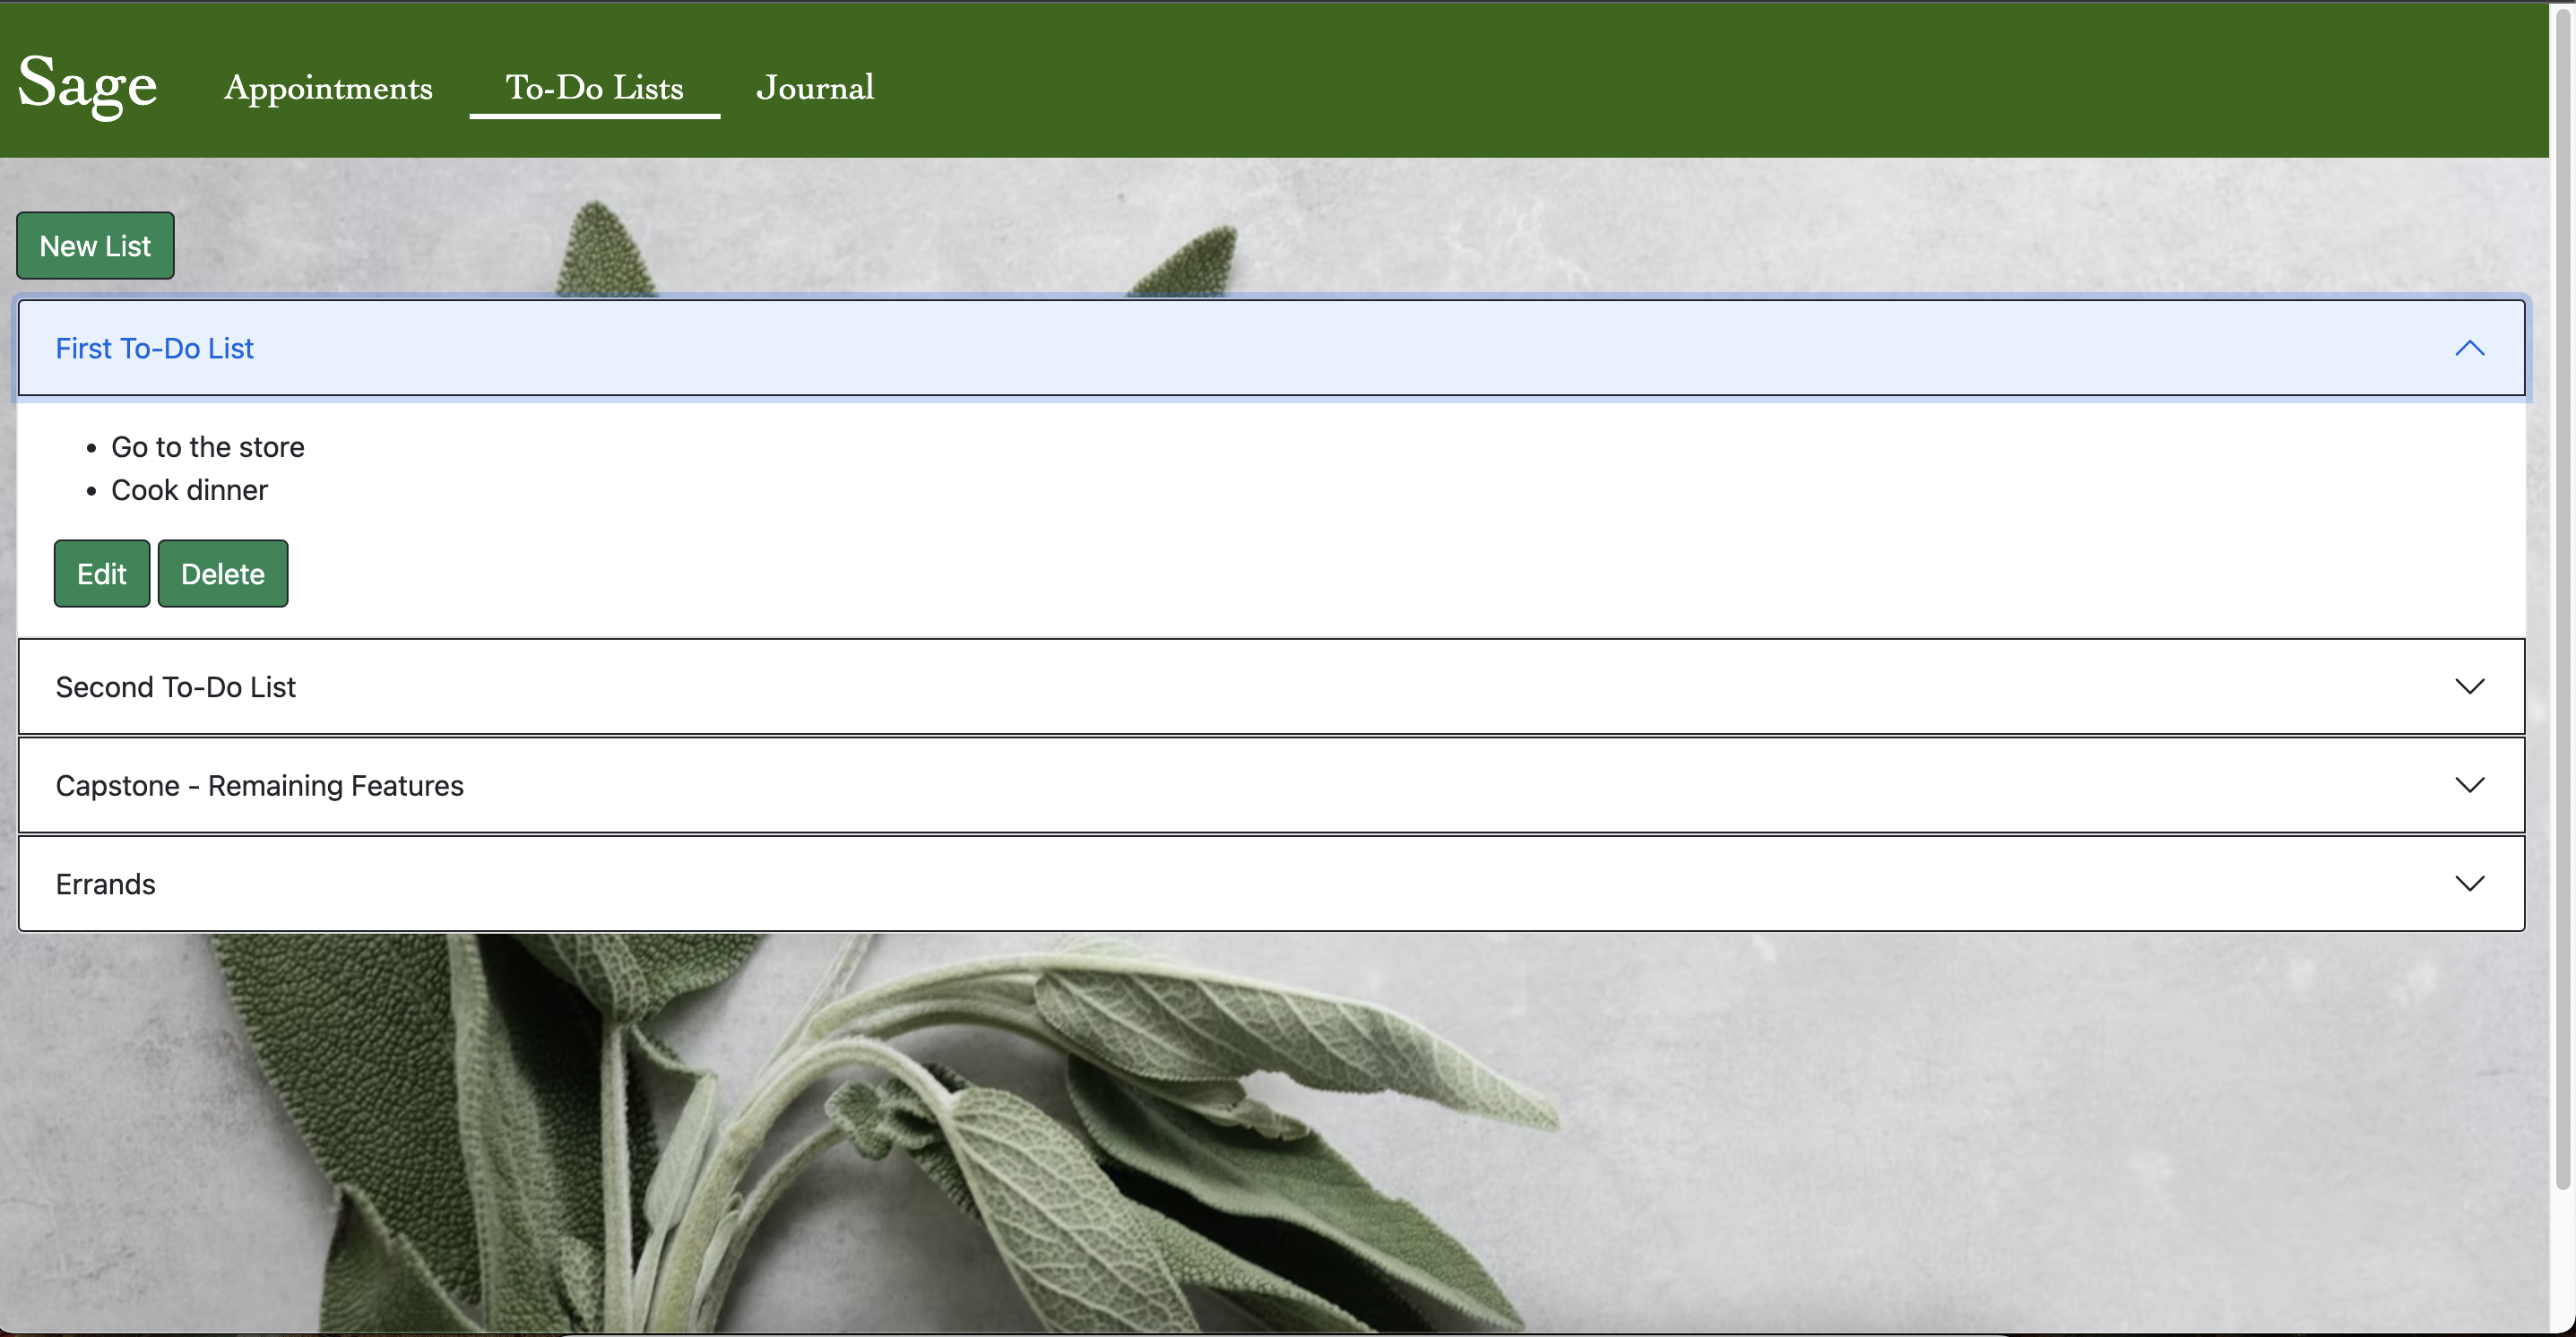 Sage Appointments To-Do Lists Journal
New List
First To-Do List
Go to the store
Cook dinner
Edit Delete
Second To-Do List
Capstone - Remaining Features
Errands